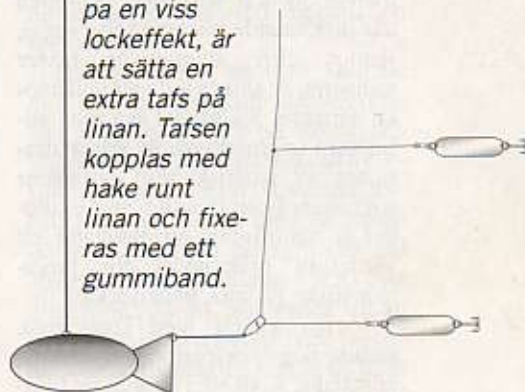 pa en viss
lockeffekt, är
att sätta en
extra tafs på
linan. Tafsen
kopplas med
hake runt
linan och fixe-
ras med ett
gummiband.